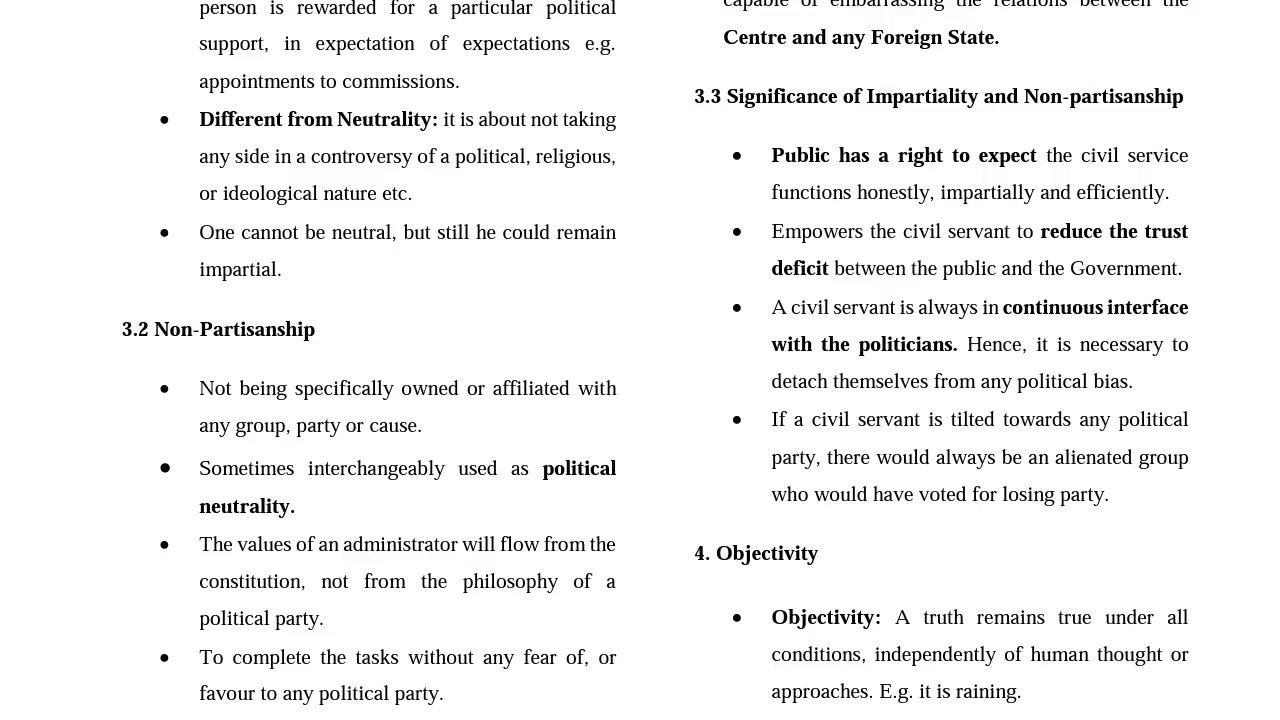 person is rewarded for a particular political
support, in expectation of expectations e.g.
appointments to commissions.
• Different from Neutrality: it is about not taking
any side in a controversy of a political, religious,
or ideological nature etc.
• One cannot be neutral, but still he could remain
impartial.
3.2 Non-Partisanship
• Not being specifically owned or affiliated with
any group, party or cause.
• Sometimes interchangeably used as political
neutrality.
• The values of an administrator will flow from the
constitution, not from the philosophy of a
political party.
• To complete the tasks without any fear of, or
favour to any political party.
capable of embarrassing the relations between the
Centre and any Foreign State.
3.3 Significance of Impartiality and Non-partisanship
• Public has a right to expect the civil service
functions honestly, impartially and efficiently.
• Empowers the civil servant to reduce the trust
deficit between the public and the Government.
• A civil servant is always in continuous interface
with the politicians. Hence, it is necessary to
detach themselves from any political bias.
• If a civil servant is tilted towards any political
party, there would always be an alienated group
who would have voted for losing party.
4. Objectivity
• Objectivity: A truth remains true under all
conditions, independently of human thought or
approaches. E.g. it is raining.